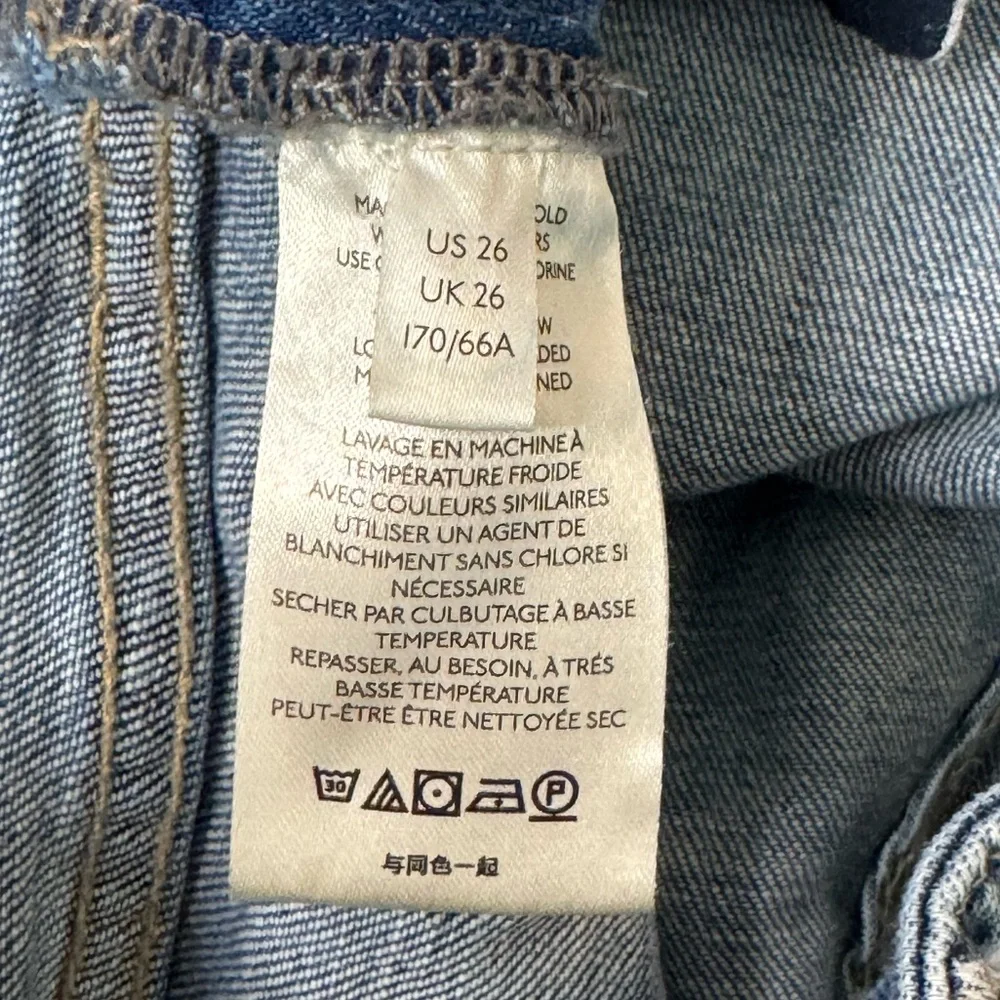 US 26
UK 26
170/66A
LAVAGE EN MACHINE À
TEMPÉRATURE FROIDE
AVEC COULEURS SIMILAIRES
UTILISER UN AGENT DE
BLANCHIMENT SANS CHLORE SI
NÉCESSAIRE
SECHER PAR CULBUTAGE À BASSE
TEMPERATURE
REPASSER, AU BESOIN, À TRÉS
BASSE TEMPÉRATURE
PEUT-ÊTRE ÊTRE NETTOYÉE SEC
30
P
与同色一起